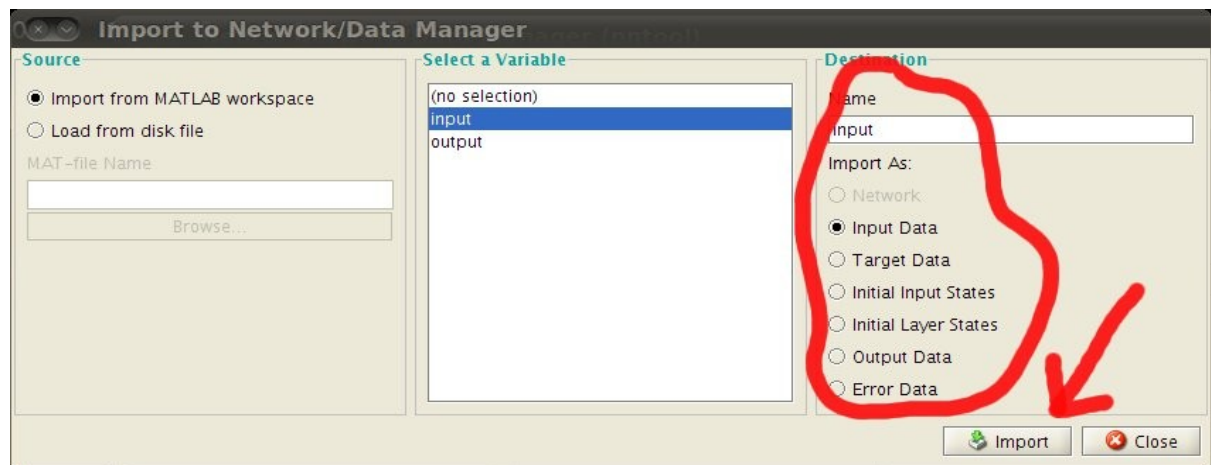 Import to Network/Data Manager
Source
Import from MATLAB workspace
Load from disk file
MAT-file Name
Browse...
Select a Variable
(no selection)
input
output
Destination
Name
input
Import As:
Network
Input Data
Target Data
Initial Input States
Initial Layer States
Output Data
Error Data
Import
Close